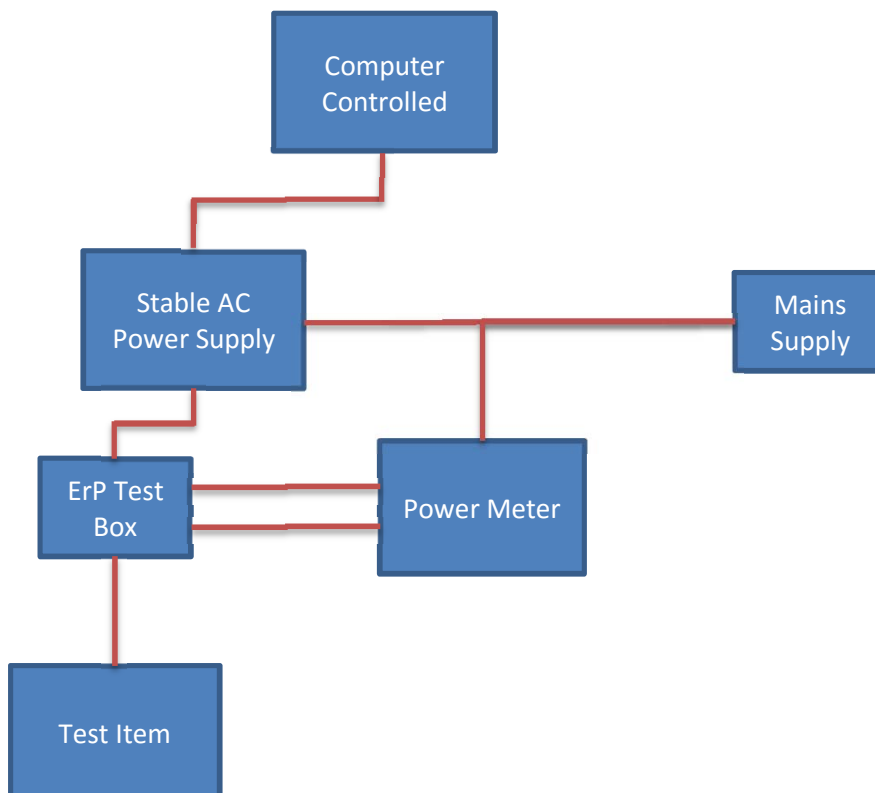 Computer
Controlled
Stable AC
Power Supply
Mains
Supply
ErP Test
Box
Power Meter
Test Item